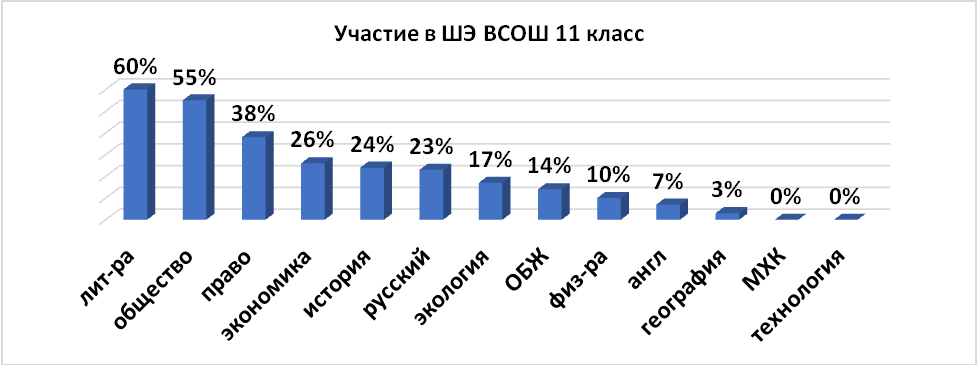 Участие в ШЭ ВСОШ 11 класс
60%
55%
38%
26%
24%
23%
17%
14%
10%
7%
3%
0%
0%
лит-ра
общество
право
экономика
история
русский
экология
ОБЖ
физ-ра
англ
география
МХК
технология